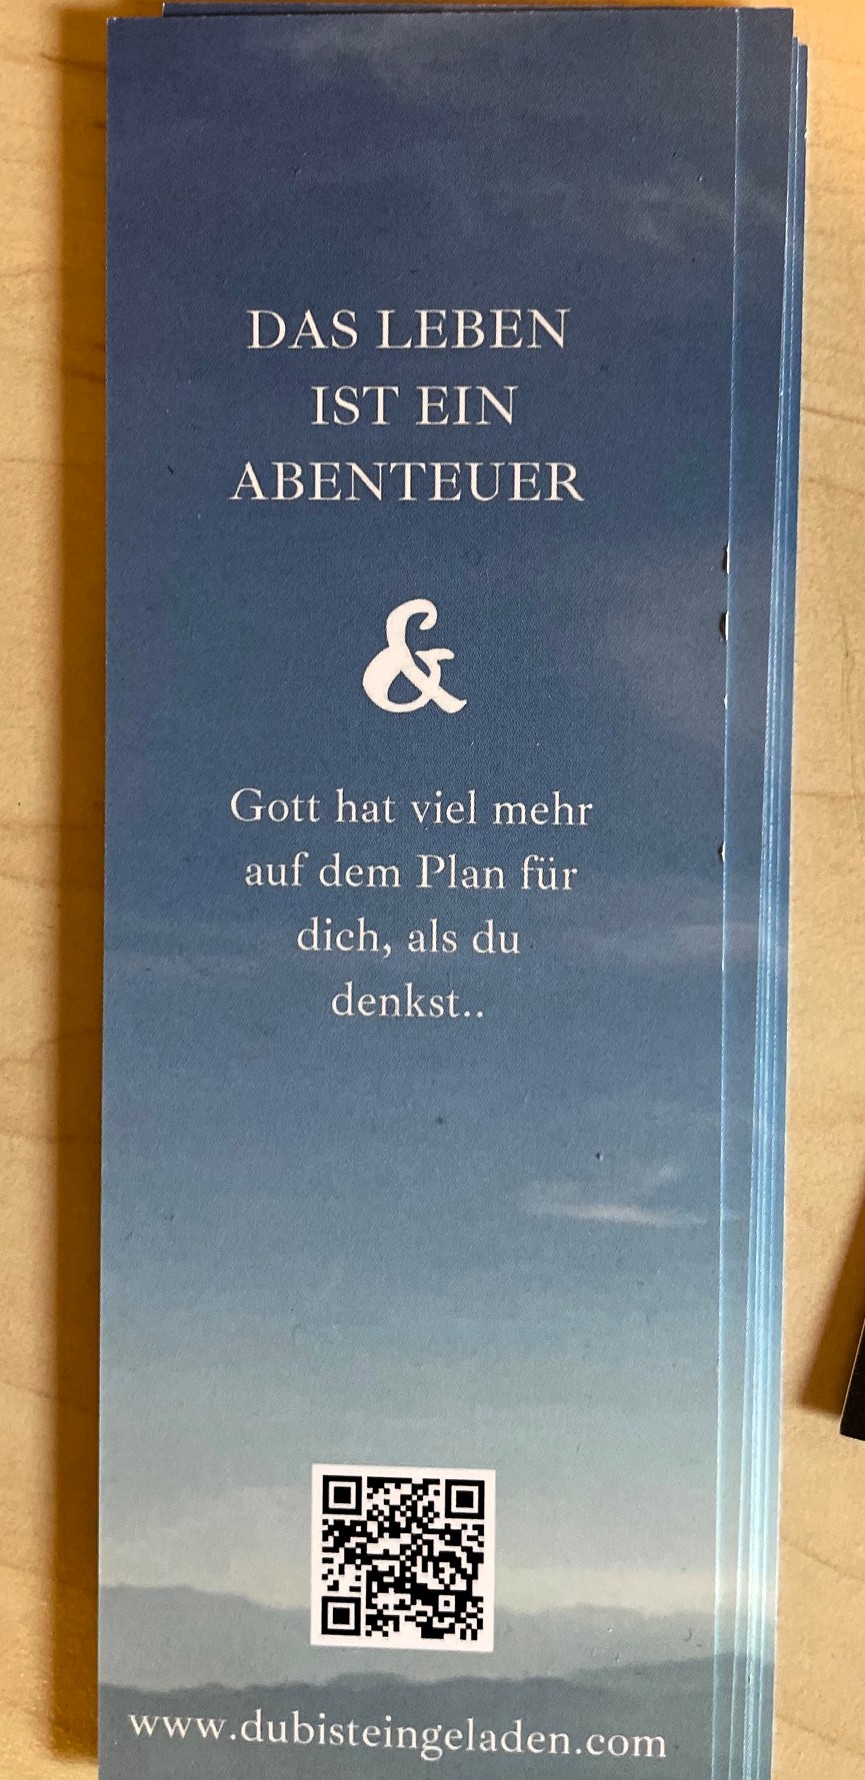 DAS LEBEN
IST EIN
ABENTEUER
&
Gott hat viel mehr
auf dem Plan für
dich, als du
denkst..
www.dubisteingeladen.com